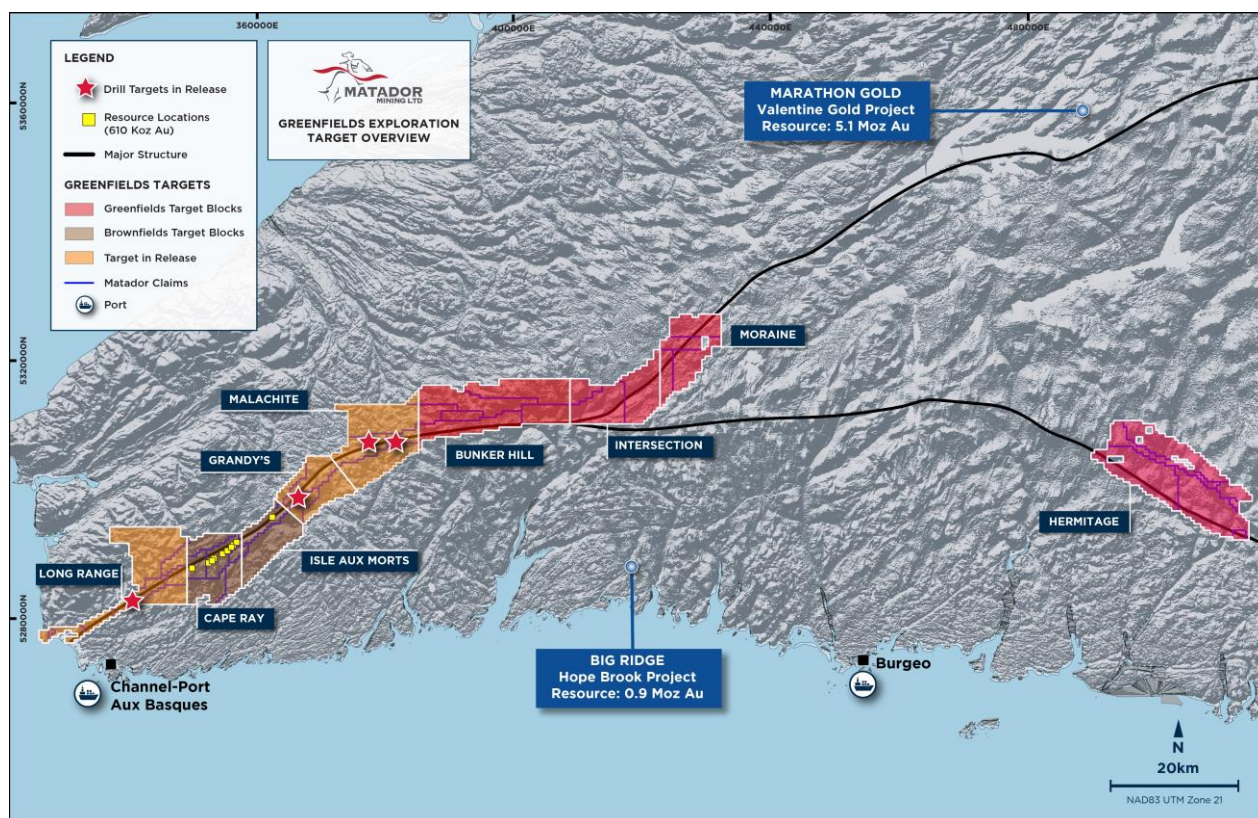 360000E
400000E
440000E
480000E
5360000N
5320000N
5280000N
LEGEND
Drill Targets in Release
Resource Locations
(610 Koz Au)
Major Structure
GREENFIELDS TARGETS
Greenfields Target Blocks
Brownfields Target Blocks
Target in Release
Matador Claims
Port
MATADOR
MINING LTD
GREENFIELDS EXPLORATION
TARGET OVERVIEW
MARATHON GOLD
Valentine Gold Project
Resource: 5.1 Moz Au
MORAINE
MALACHITE
GRANDY'S
BUNKER HILL
INTERSECTION
HERMITAGE
ISLE AUX MORTS
LONG RANGE
CAPE RAY
BIG RIDGE
Hope Brook Project
Resource: 0.9 Moz Au
Channel-Port
Aux Basques
Burgeo
N
20km
NAD83 UTM Zone 21